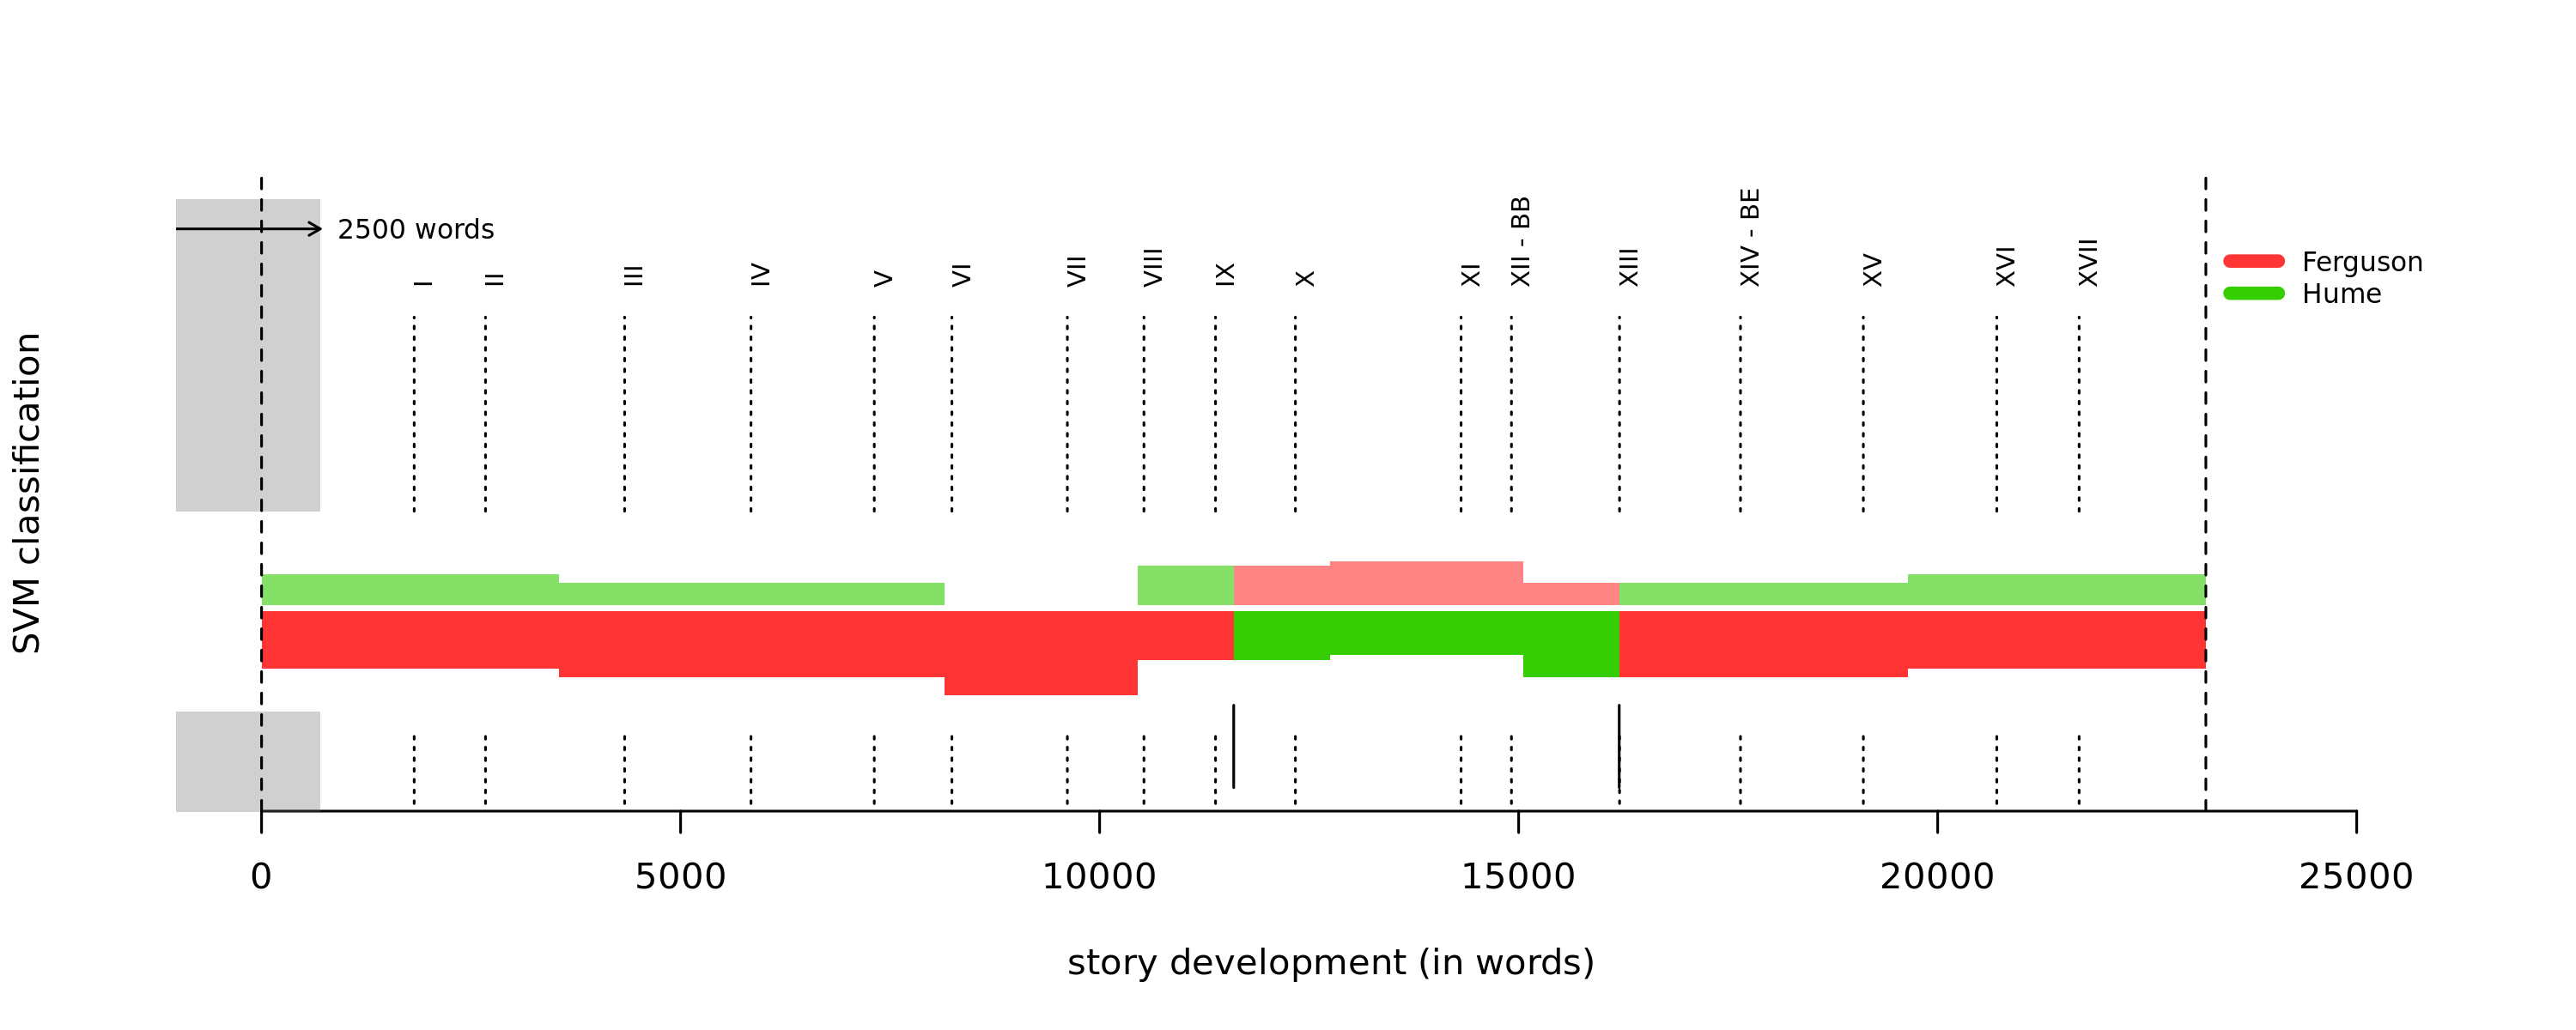 2500 words
I
II
III
IV
V
VI
VII
VIII
IX
X
XI
XII - BB
XIII
XIV - BE
XV
XVI
XVII
Ferguson
Hume
SVM classification
0
5000
10000
15000
20000
25000
story development (in words)